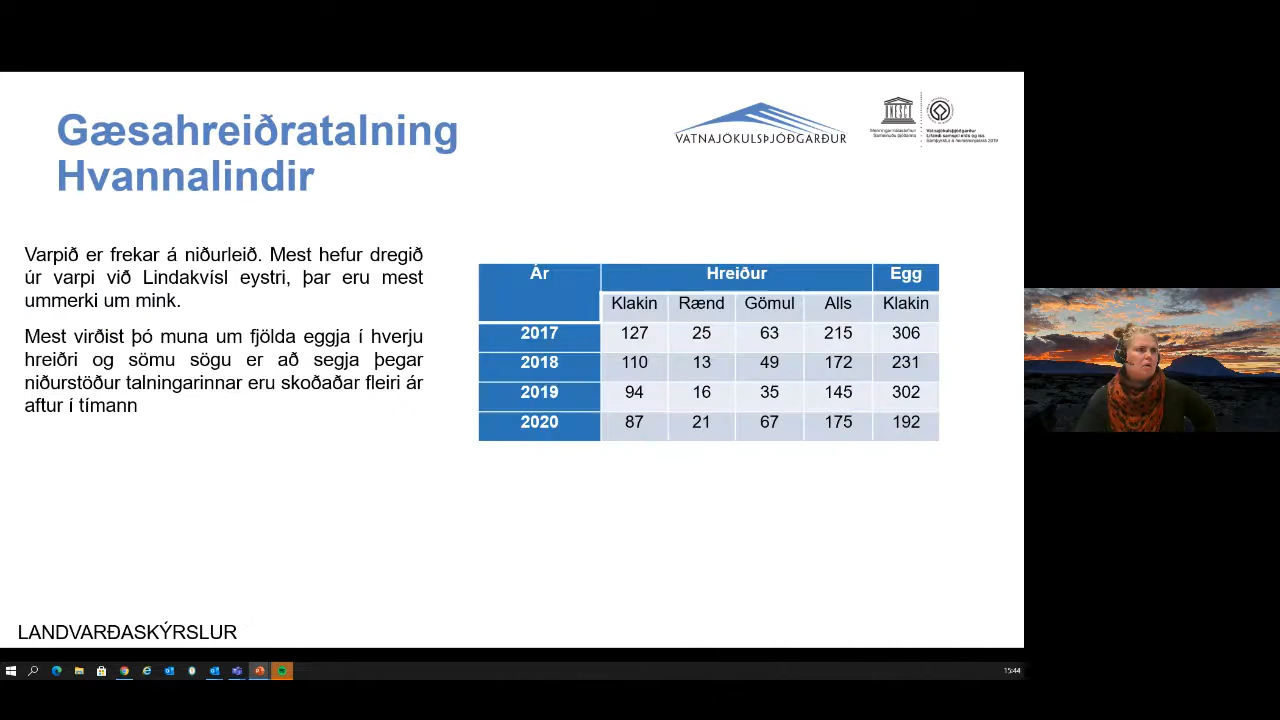 Gæsahreiðratalning
Hvannalindir
VATNAJÖKULSÞJÓÐGARÐUR
UNESCO
Vatnajökulsþjóðgarður
Varpið er frekar á niðurleið. Mest hefur dregið
úr varpi við Lindakvísl eystri, þar eru mest
ummerki um mink.
Mest virðist þó muna um fjölda eggja í hverju
hreiðri og sömu sögu er að segja þegar
niðurstöður talningarinnar eru skoðaðar fleiri ár
aftur í tímann
Ár Hreiður Egg
Klakin Rænd Gömul Alls Klakin
2017 127 25 63 215 306
2018 110 13 49 172 231
2019 94 16 35 145 302
2020 87 21 67 175 192
LANDVARÐASKÝRSLUR
15:44